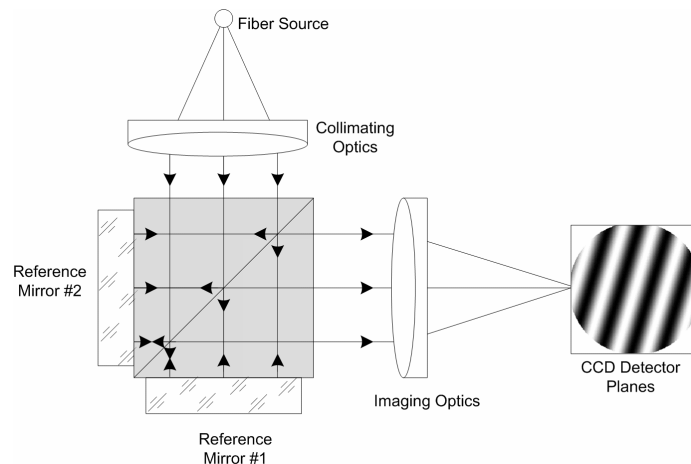 Fiber Source
Collimating
Optics
Reference
Mirror #2
Imaging Optics
CCD Detector
Planes
Reference
Mirror #1